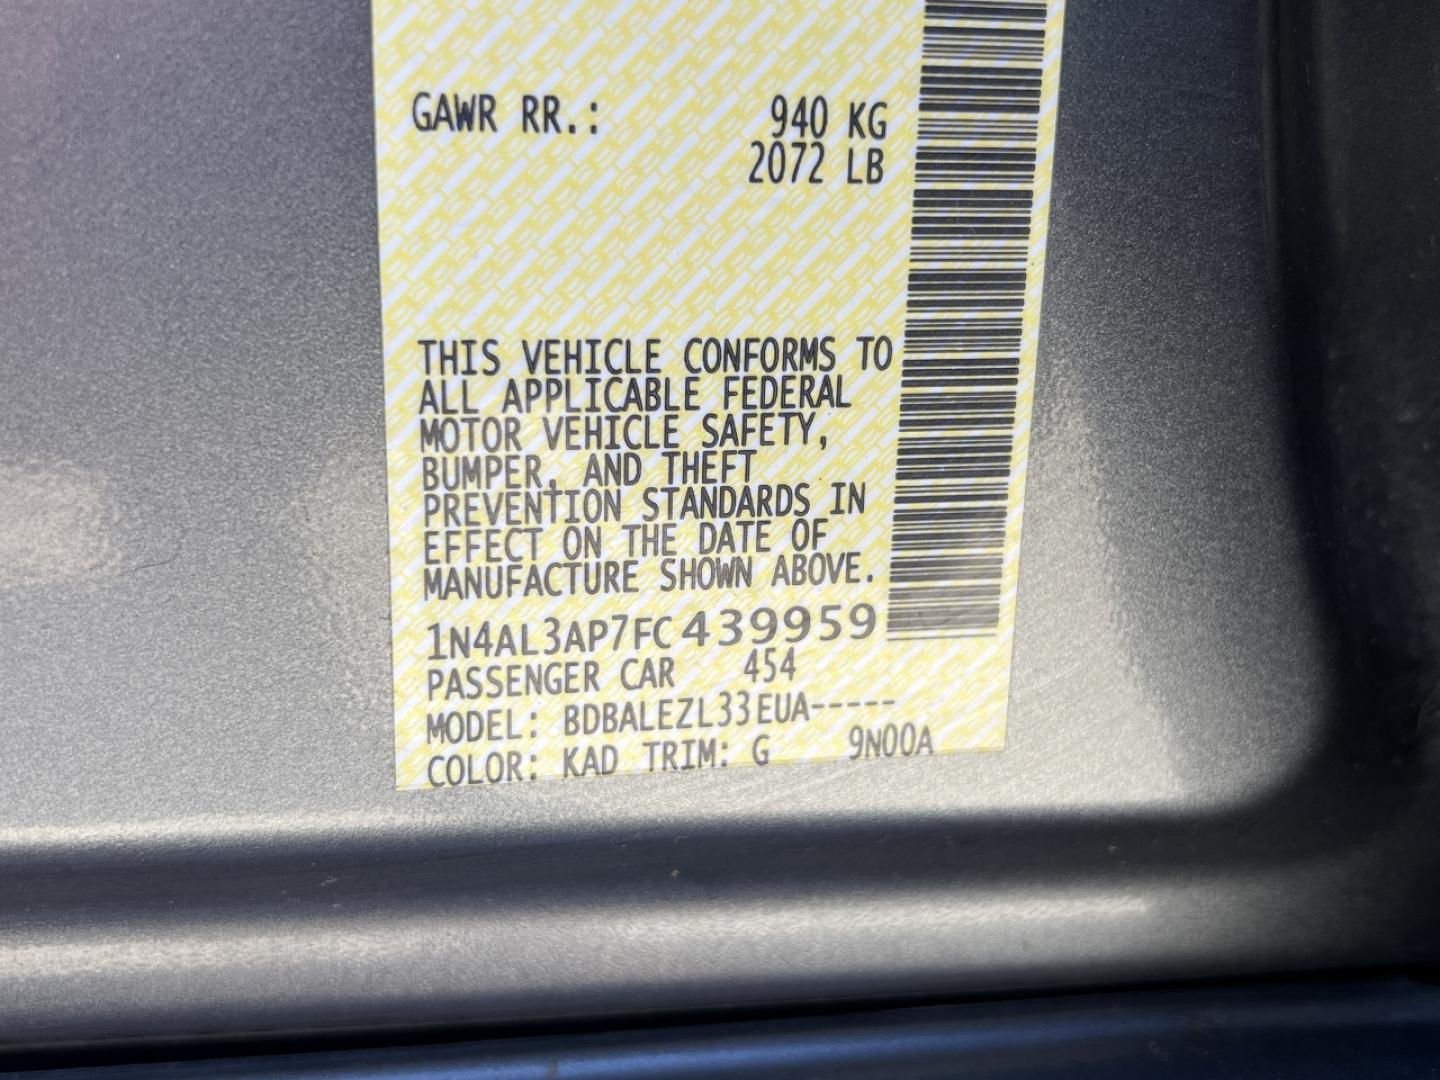 GAWR RR.: 940 KG
2072 LB
THIS VEHICLE CONFORMS TO
ALL APPLICABLE FEDERAL
MOTOR VEHICLE SAFETY,
BUMPER, AND THEFT
PREVENTION STANDARDS IN
EFFECT ON THE DATE OF
MANUFACTURE SHOWN ABOVE.
1N4AL3AP7FC439959
PASSENGER CAR 454
MODEL: BDBALEZL33EUA-----
COLOR: KAD TRIM: G 9N00A